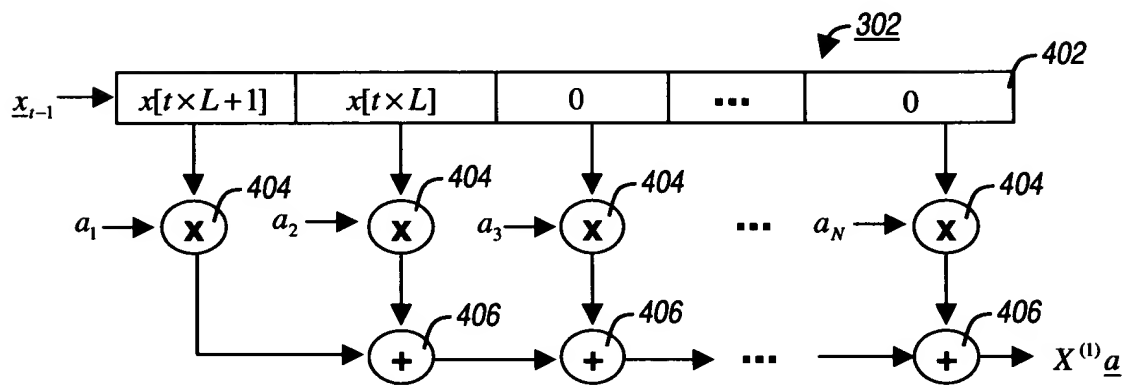 302
402
x_{t-1} x[t×L+1] x[t×L] 0 ... 0
404 404 404 404
a_1 x a_2 x a_3 x ... a_N x
406 406 406
+ + ... + X^{(1)}a